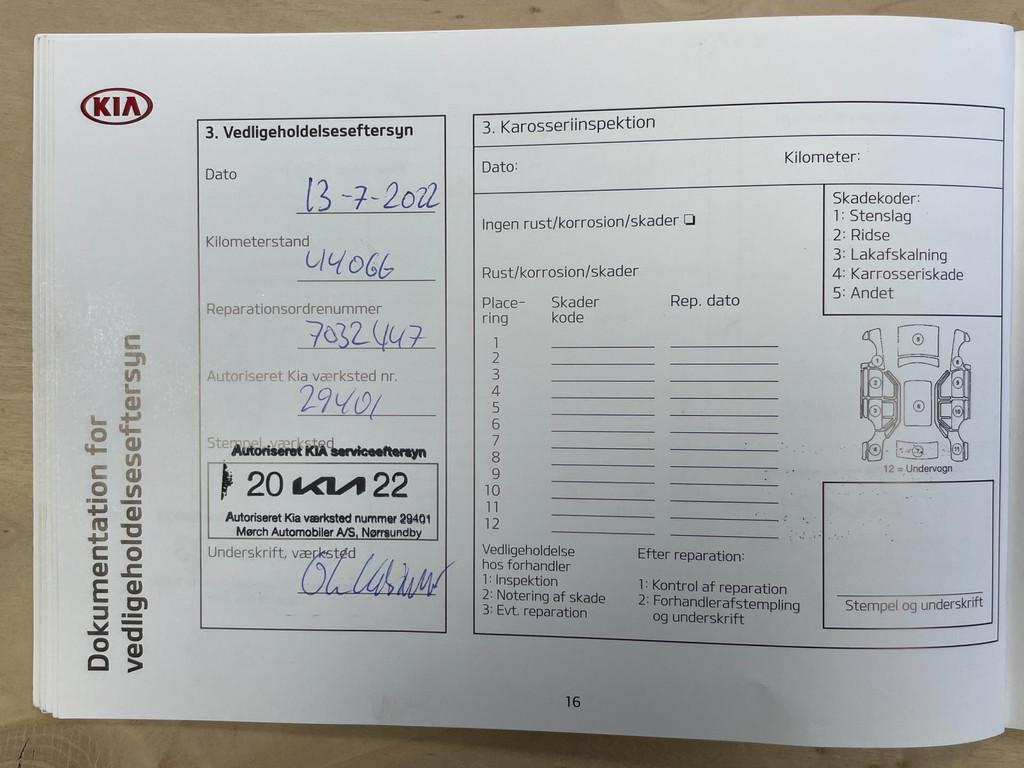 KIA
Dokumentation for
vedligeholdelseseftersyn
3. Vedligeholdelseseftersyn
Dato
13-7-2022
Kilometerstand
44066
Reparationsordrenummer
7032447
Autoriseret Kia værksted nr.
29401
Stempel, værksted
Autoriseret KIA serviceeftersyn
20 KIA 22
Autoriseret Kia værksted nummer 29401
Mørch Automobiler A/S, Nørrsundby
Underskrift, værksted
3. Karosseriinspektion
Dato:
Kilometer:
Ingen rust/korrosion/skader ❏
Skadekoder:
1: Stenslag
2: Ridse
3: Lakafskalning
4: Karrosseriskade
5: Andet
Rust/korrosion/skader
Place-
ring
Skader
kode
Rep. dato
1
2
3
4
5
6
7
8
9
10
11
12
12 = Undervogn
Vedligeholdelse
hos forhandler
1: Inspektion
2: Notering af skade
3: Evt. reparation
Efter reparation:
1: Kontrol af reparation
2: Forhandlerafstempling
og underskrift
Stempel og underskrift
16